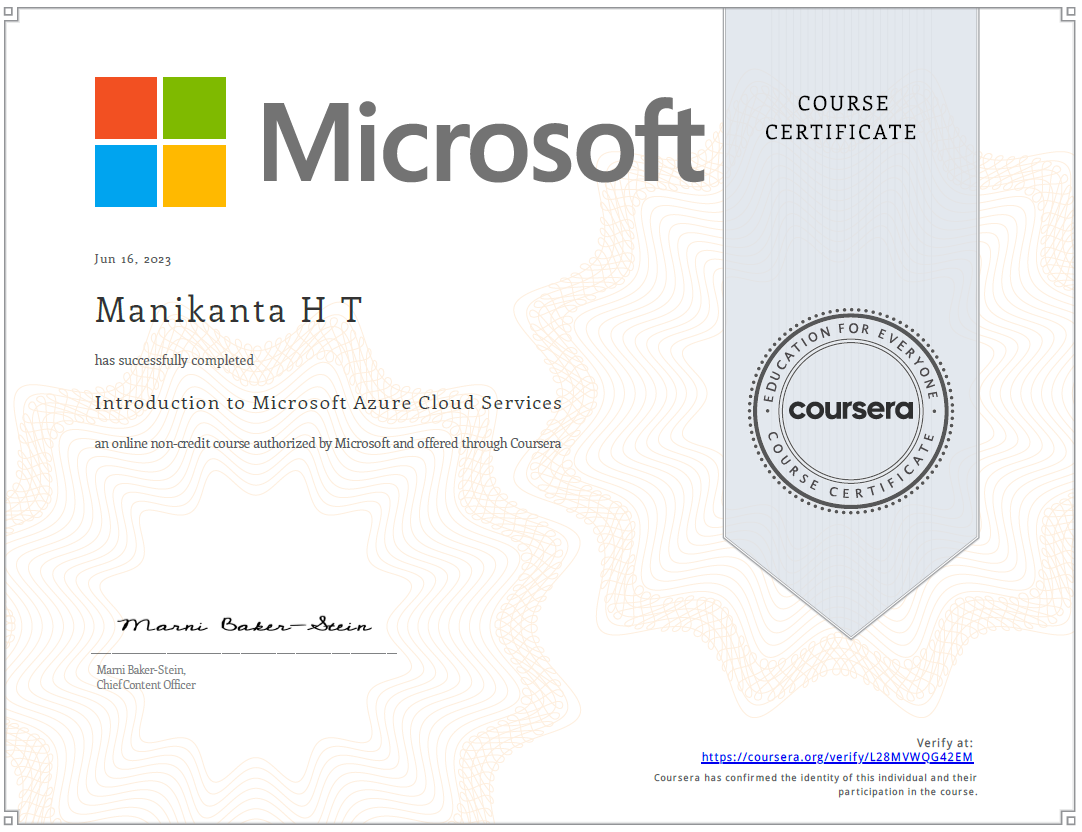 Microsoft
COURSE
CERTIFICATE
Jun 16, 2023
Manikanta H T
has successfully completed
Introduction to Microsoft Azure Cloud Services
an online non-credit course authorized by Microsoft and offered through Coursera
EDUCATION FOR EVERYONE
coursera
COURSE CERTIFICATE
Marni Baker-Stein
Marni Baker-Stein,
Chief Content Officer
Verify at:
https://coursera.org/verify/L28MVWQG42EM
Coursera has confirmed the identity of this individual and their
participation in the course.